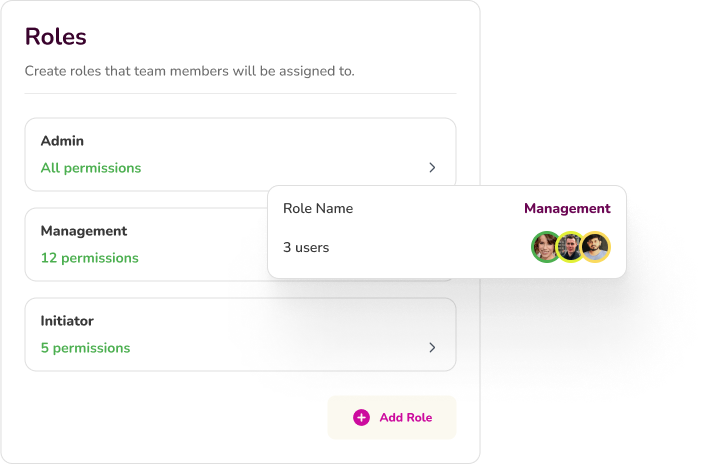 Roles
Create roles that team members will be assigned to.
Admin
All permissions
Role Name Management
3 users
Management
12 permissions
Initiator
5 permissions
Add Role